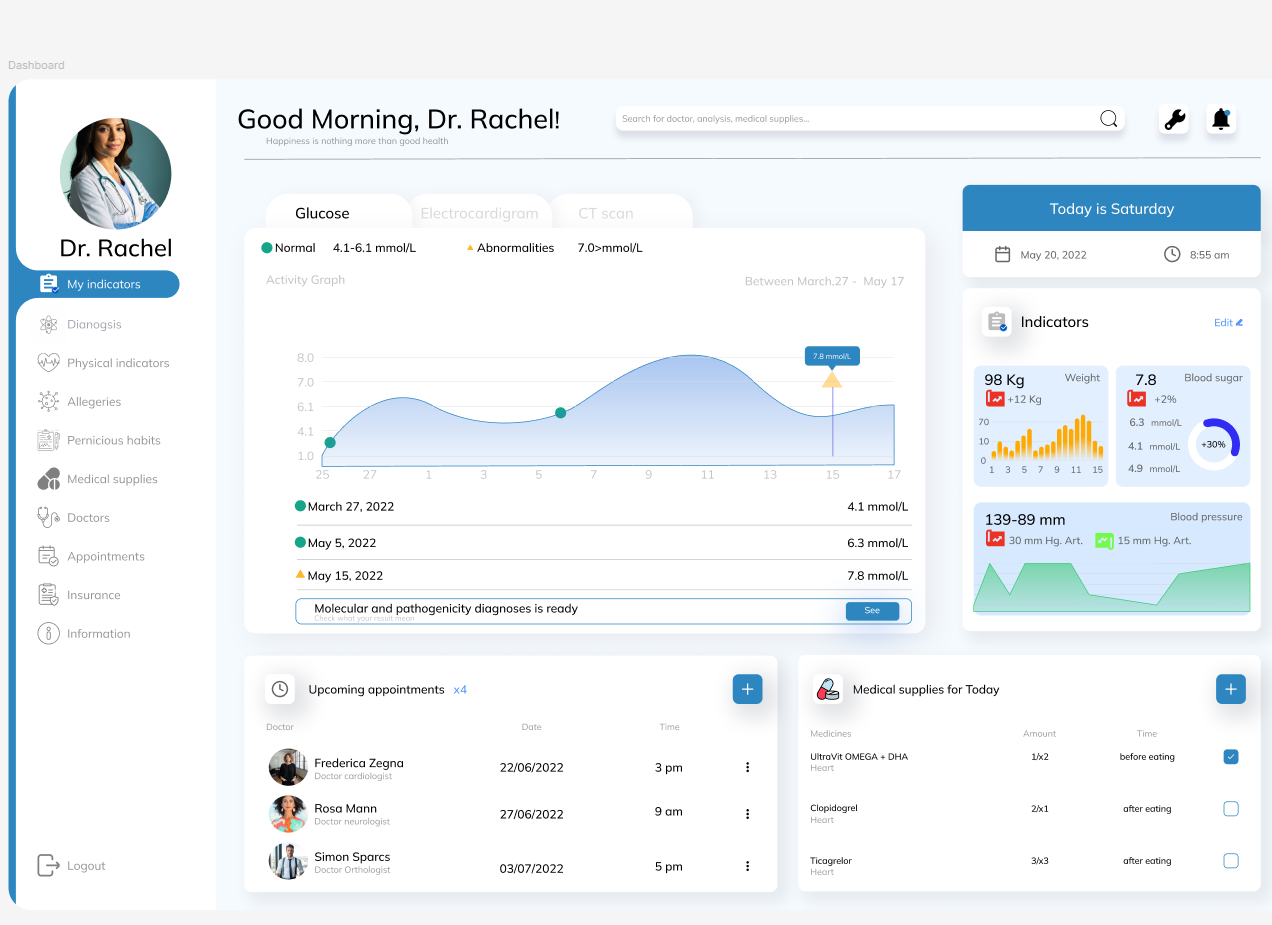 Dashboard
Dr. Rachel
My indicators
Dianogsis
Physical indicators
Allegeries
Pernicious habits
Medical supplies
Doctors
Appointments
Insurance
Information
Logout
Good Morning, Dr. Rachel!
Happiness is nothing more than good health
Search for doctor, analysis, medical supplies...
Glucose
Electrocardigram
CT scan
Normal 4.1-6.1 mmol/L
Abnormalities 7.0>mmol/L
Activity Graph
Between March,27 - May 17
7.8 mmol/L
8.0
7.0
6.1
4.1
1.0
25 27 1 3 5 7 9 11 13 15 17
March 27, 2022 4.1 mmol/L
May 5, 2022 6.3 mmol/L
May 15, 2022 7.8 mmol/L
Molecular and pathogenicity diagnoses is ready
Check what your result mean
See
Today is Saturday
May 20, 2022
8:55 am
Indicators
Edit
98 Kg
Weight
+12 Kg
70
10
0
1 3 5 7 9 11 15
7.8
Blood sugar
+2%
6.3 mmol/L
4.1 mmol/L
4.9 mmol/L
+30%
139-89 mm
Blood pressure
30 mm Hg. Art.
15 mm Hg. Art.
Upcoming appointments x4
Doctor Date Time
Frederica Zegna
Doctor cardiologist
22/06/2022
3 pm
Rosa Mann
Doctor neurologist
27/06/2022
9 am
Simon Sparcs
Doctor Orthologist
03/07/2022
5 pm
Medical supplies for Today
Medicines Amount Time
UltraVit OMEGA + DHA
Heart
1/x2
before eating
Clopidogrel
Heart
2/x1
after eating
Ticagrelor
Heart
3/x3
after eating